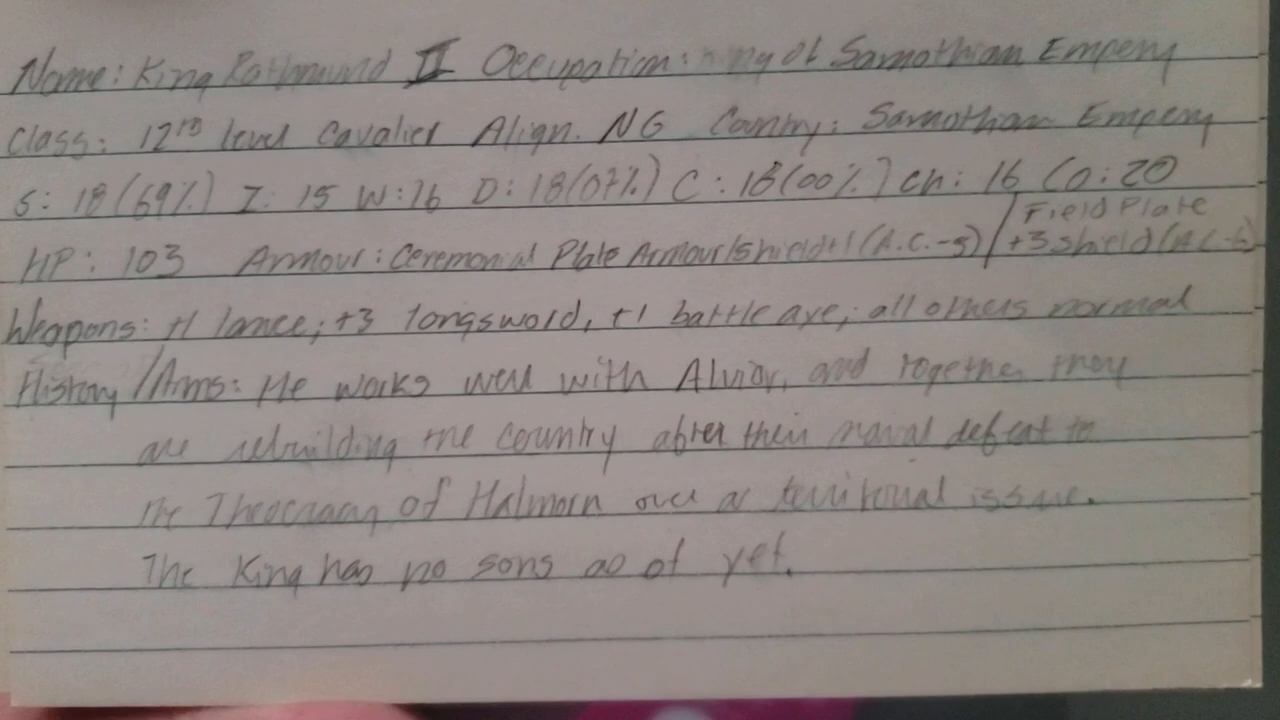 Name: King Rathmund II Occupation: of Samothian Empery
Class: 12th level Cavalier Align. NG Country: Samothian Empery
S: 18(69%) I: 15 W: 16 D: 18(07%) C: 18(00%) Ch: 16 Co: 20
Field Plate
HP: 103 Armour: Ceremonial Plate Armour/shield+1 (A.C.-5) / +3 shield (A.C.
Weapons: +1 lance; +3 longsword, +1 battle axe; all others normal
History/Aims: He works well with and together they
are rebuilding the country after their naval defeat to
the Theocracy of Halmorn over a territorial issue.
The King has no sons as of yet.